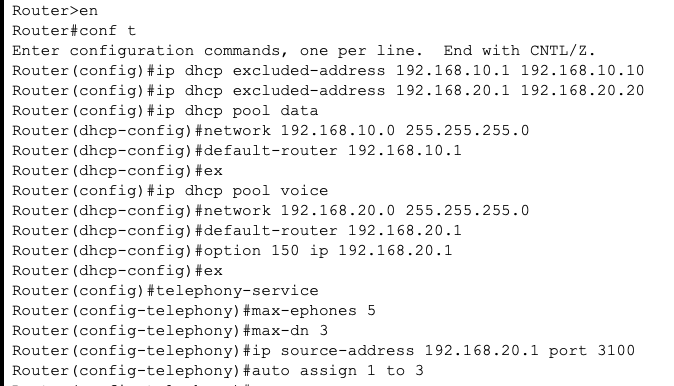 Router>en
Router#conf t
Enter configuration commands, one per line.  End with CNTL/Z.
Router(config)#ip dhcp excluded-address 192.168.10.1 192.168.10.10
Router(config)#ip dhcp excluded-address 192.168.20.1 192.168.20.20
Router(config)#ip dhcp pool data
Router(dhcp-config)#network 192.168.10.0 255.255.255.0
Router(dhcp-config)#default-router 192.168.10.1
Router(dhcp-config)#ex
Router(config)#ip dhcp pool voice
Router(dhcp-config)#network 192.168.20.0 255.255.255.0
Router(dhcp-config)#default-router 192.168.20.1
Router(dhcp-config)#option 150 ip 192.168.20.1
Router(dhcp-config)#ex
Router(config)#telephony-service
Router(config-telephony)#max-ephones 5
Router(config-telephony)#max-dn 3
Router(config-telephony)#ip source-address 192.168.20.1 port 3100
Router(config-telephony)#auto assign 1 to 3